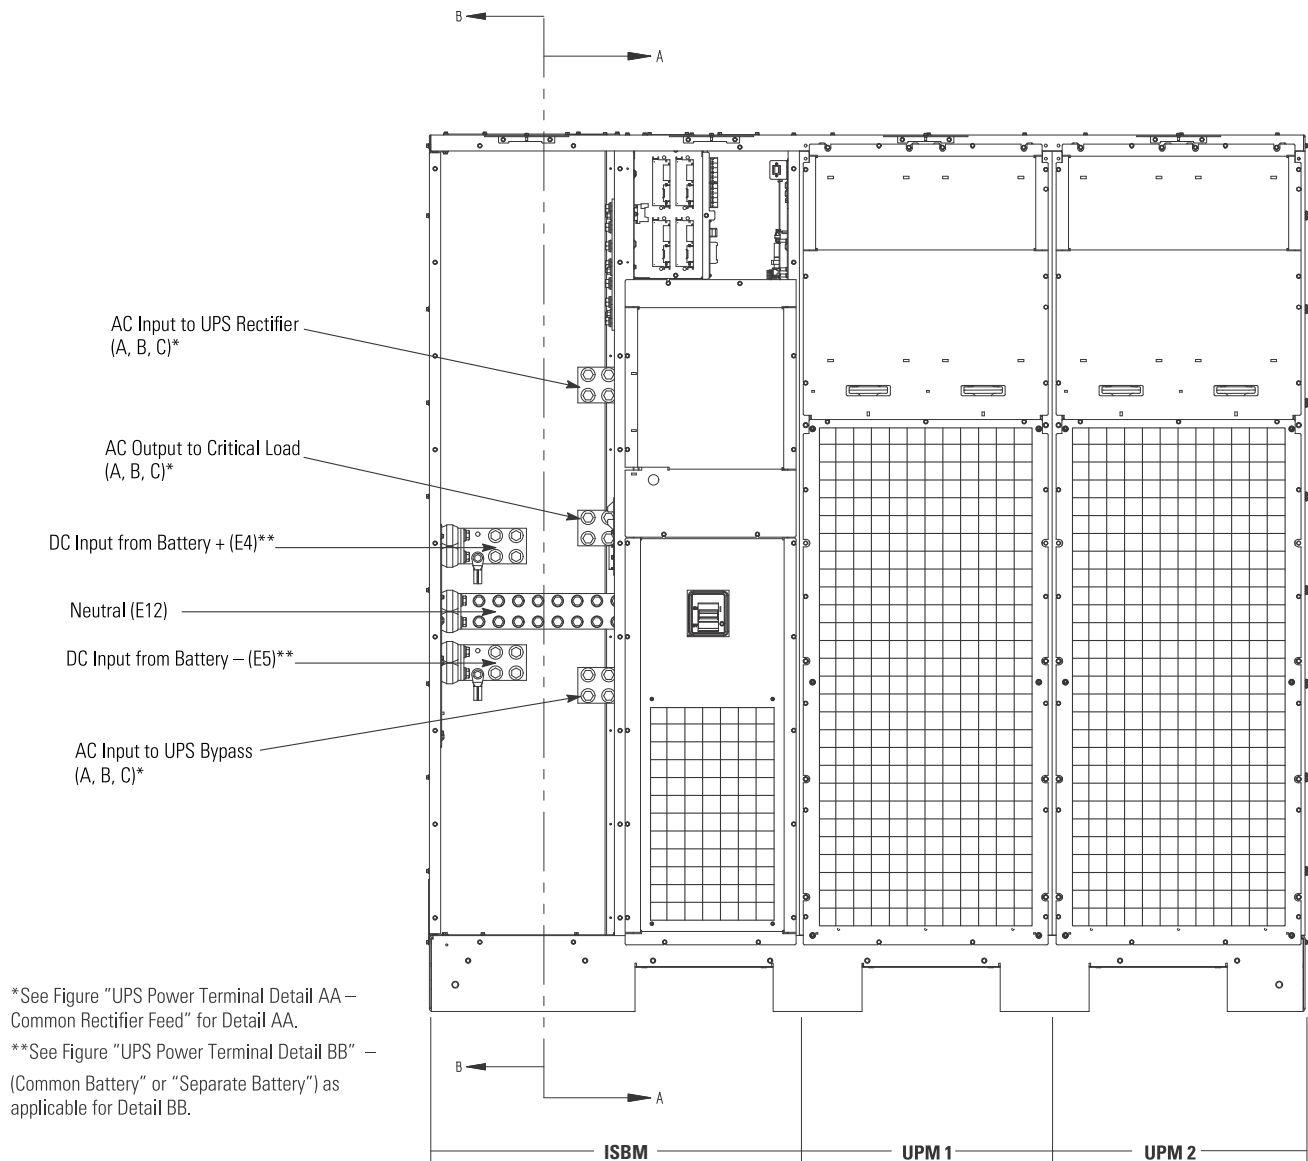 B
A
AC Input to UPS Rectifier
(A, B, C)*
AC Output to Critical Load
(A, B, C)*
DC Input from Battery + (E4)**
Neutral (E12)
DC Input from Battery – (E5)**
AC Input to UPS Bypass
(A, B, C)*
*See Figure "UPS Power Terminal Detail AA –
Common Rectifier Feed" for Detail AA.
**See Figure "UPS Power Terminal Detail BB" –
(Common Battery" or "Separate Battery") as
applicable for Detail BB.
B
A
ISBM
UPM 1
UPM 2